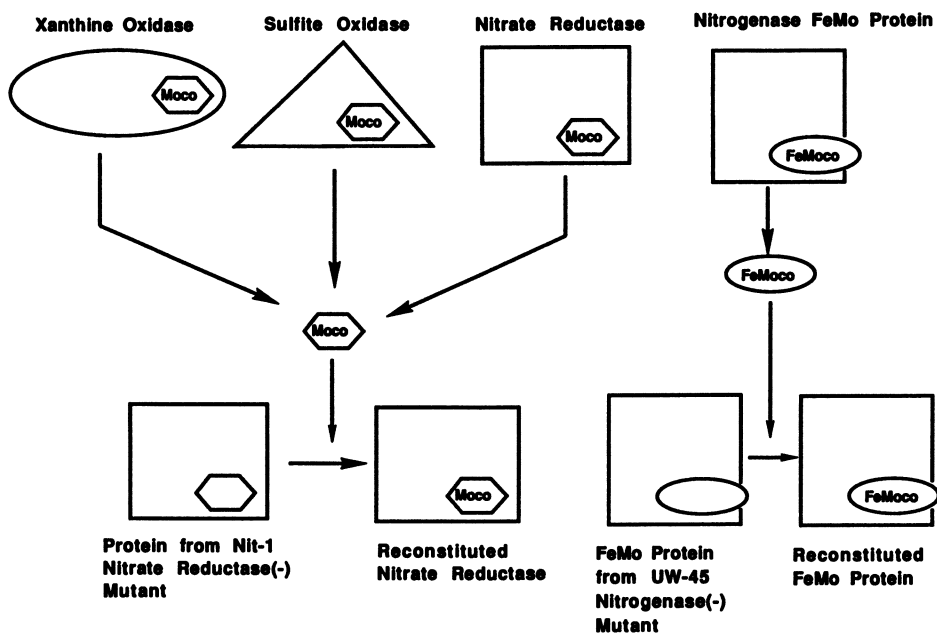 Xanthine Oxidase
Sulfite Oxidase
Nitrate Reductase
Nitrogenase FeMo Protein
Moco
Moco
Moco
FeMoco
FeMoco
Moco
Moco
FeMoco
Protein from Nit-1
Nitrate Reductase(-)
Mutant
Reconstituted
Nitrate Reductase
FeMo Protein
from UW-45
Nitrogenase(-)
Mutant
Reconstituted
FeMo Protein